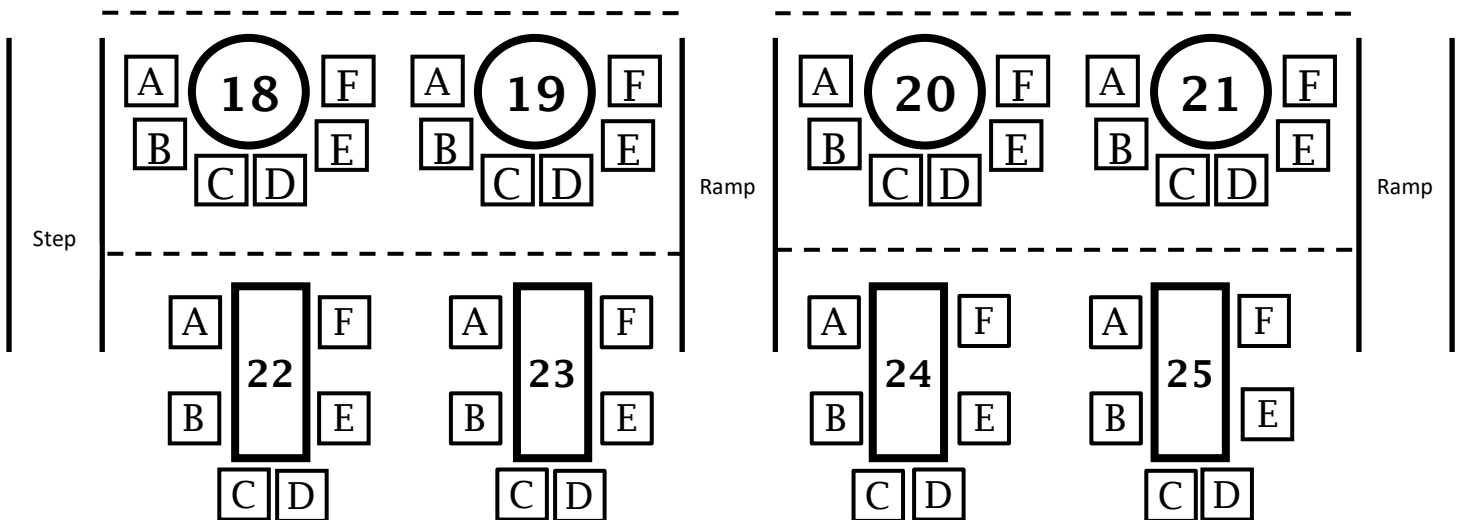 A 18 F A 19 F A 20 F A 21 F
B E B E B E B E
C D C D C D C D
Step Ramp Ramp
A F A F A F A F
22 23 24 25
B E B E B E B E
C D C D C D C D